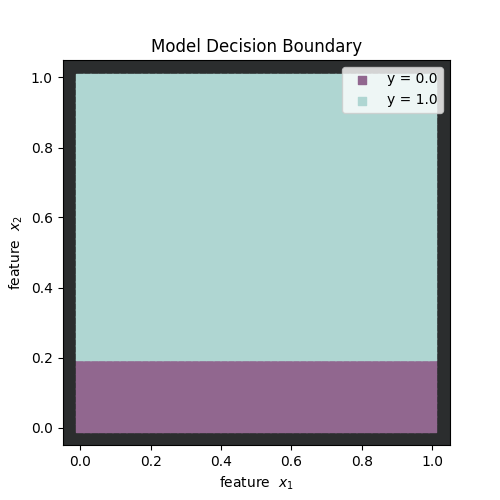 Model Decision Boundary
y = 0.0
y = 1.0
1.0
0.8
0.6
0.4
0.2
0.0
feature x₂
0.0 0.2 0.4 0.6 0.8 1.0
feature x₁